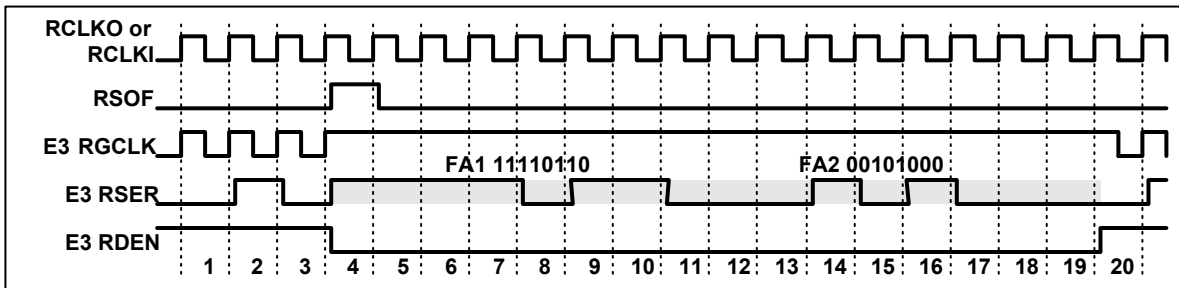 RCLKO or
RCLKI
RSOF
E3 RGCLK
FA1 11110110 FA2 00101000
E3 RSER
E3 RDEN
1 2 3 4 5 6 7 8 9 10 11 12 13 14 15 16 17 18 19 20